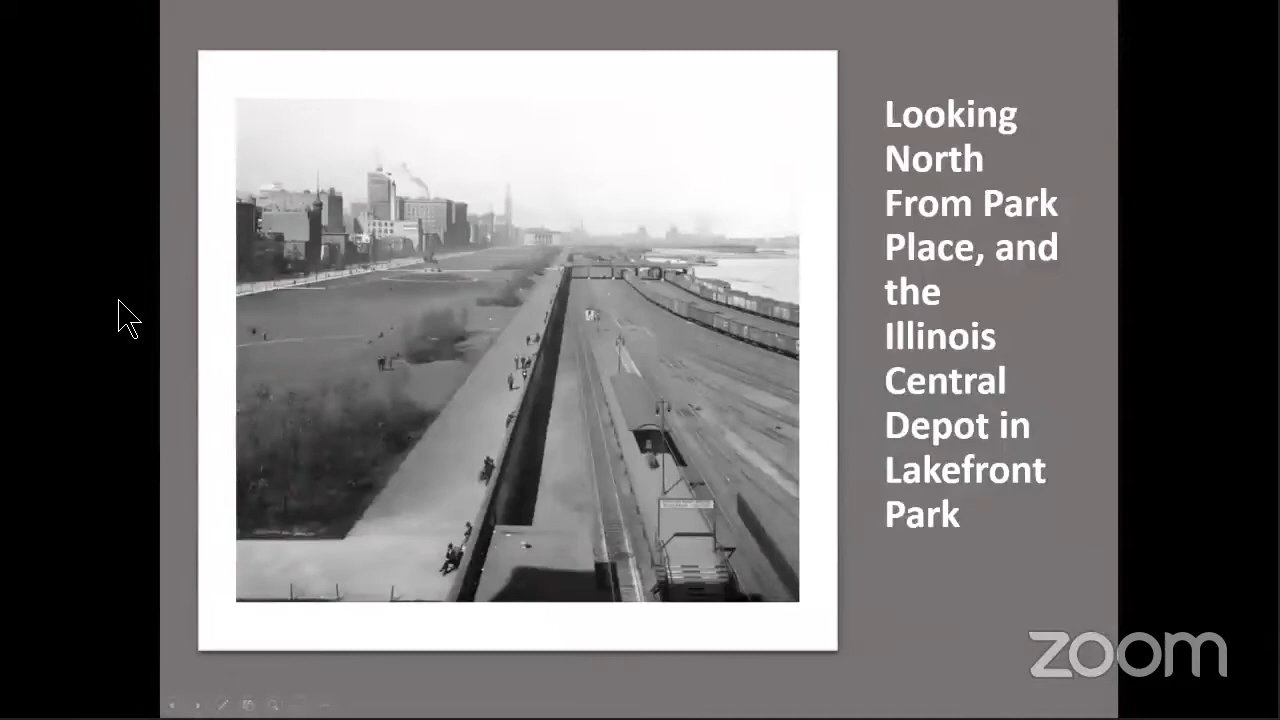 Looking
North
From Park
Place, and
the
Illinois
Central
Depot in
Lakefront
Park
zoom